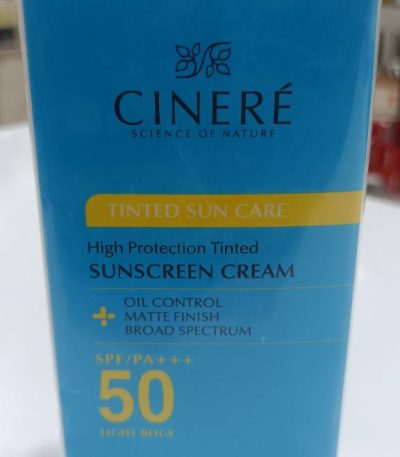 CINERÉ
SCIENCE OF NATURE
TINTED SUN CARE
High Protection Tinted
SUNSCREEN CREAM
OIL CONTROL
+ MATTE FINISH
BROAD SPECTRUM
SPF/PA+++
50
LIGHT BEIGE